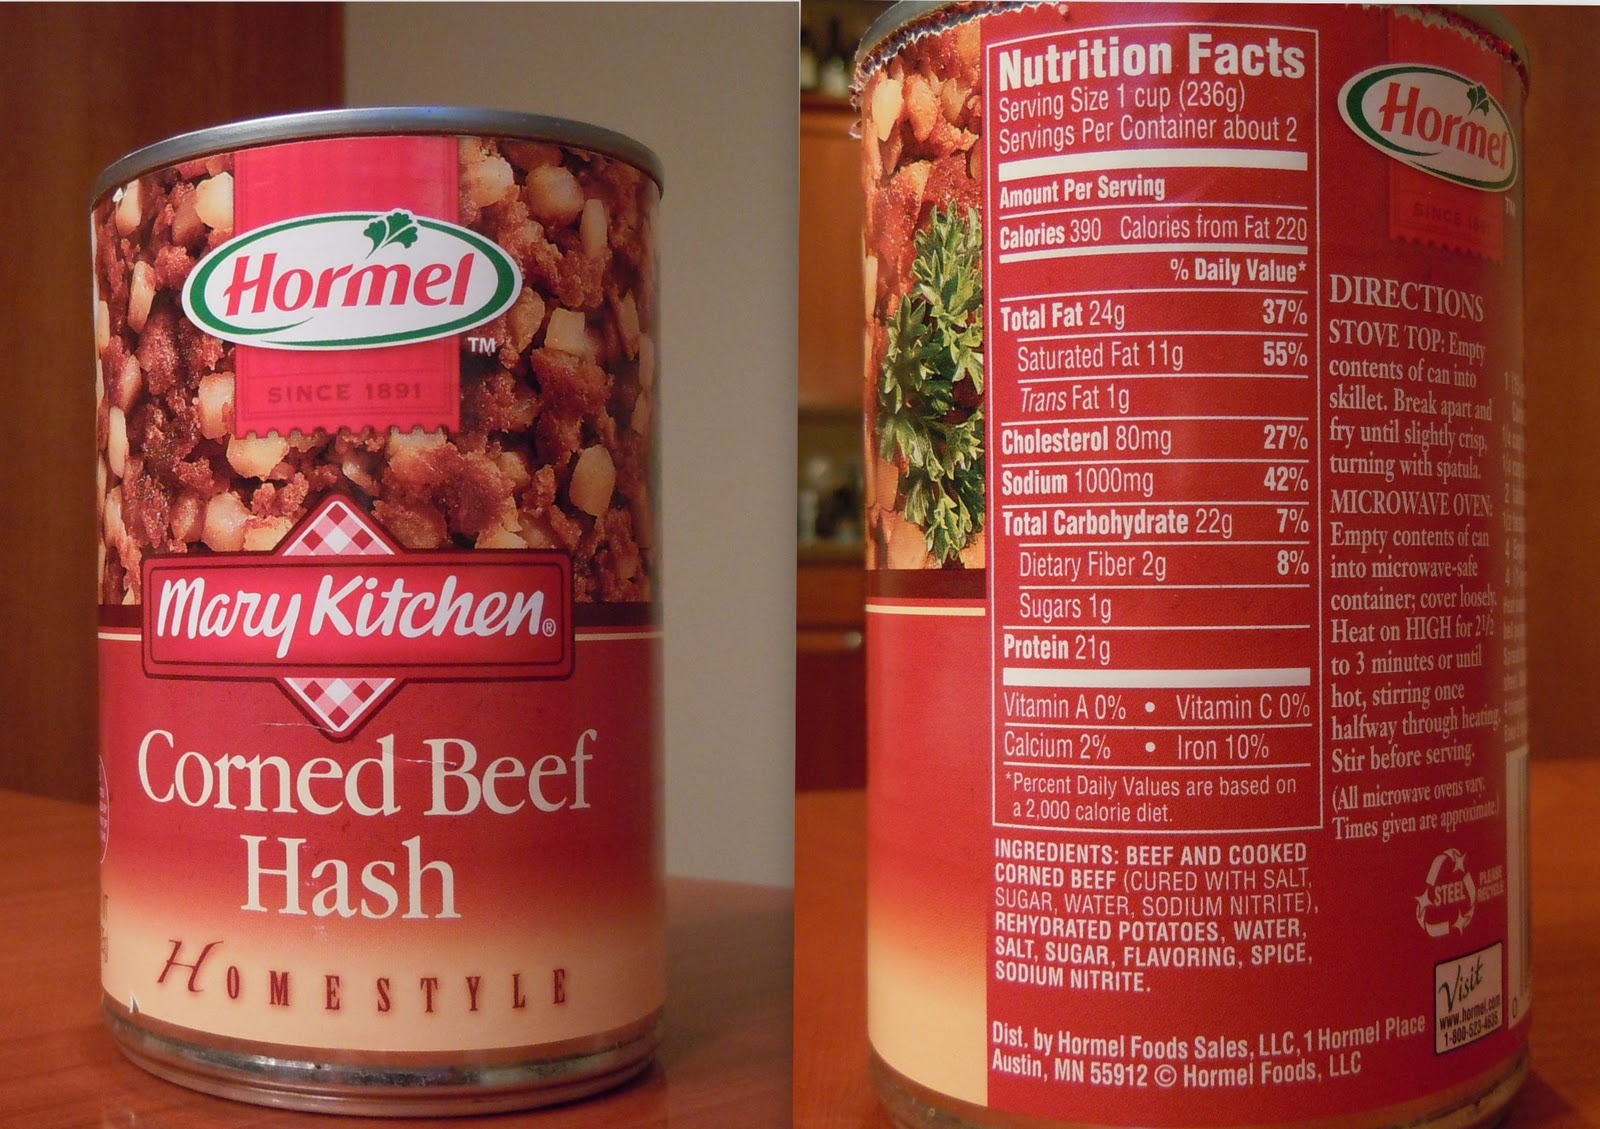 Hormel
TM
SINCE 1891
Mary Kitchen®
Corned Beef
Hash
HOMESTYLE
Nutrition Facts
Serving Size 1 cup (236g)
Servings Per Container about 2
Amount Per Serving
Calories 390 Calories from Fat 220
% Daily Value*
Total Fat 24g 37%
Saturated Fat 11g 55%
Trans Fat 1g
Cholesterol 80mg 27%
Sodium 1000mg 42%
Total Carbohydrate 22g 7%
Dietary Fiber 2g 8%
Sugars 1g
Protein 21g
Vitamin A 0% • Vitamin C 0%
Calcium 2% • Iron 10%
*Percent Daily Values are based on
a 2,000 calorie diet.
INGREDIENTS: BEEF AND COOKED
CORNED BEEF (CURED WITH SALT,
SUGAR, WATER, SODIUM NITRITE),
REHYDRATED POTATOES, WATER,
SALT, SUGAR, FLAVORING, SPICE,
SODIUM NITRITE.
Dist. by Hormel Foods Sales, LLC, 1 Hormel Place
Austin, MN 55912 © Hormel Foods, LLC
Hormel
TM
SINCE 1891
DIRECTIONS
STOVE TOP: Empty
contents of can into
skillet. Break apart and
fry until slightly crisp,
turning with spatula.
MICROWAVE OVEN:
Empty contents of can
into microwave-safe
container; cover loosely.
Heat on HIGH for 2 1/2
to 3 minutes or until
hot, stirring once
halfway through heating.
Stir before serving.
(All microwave ovens vary.
Times given are approximate.)
STEEL
PLEASE
RECYCLE
Visit
www.hormel.com
1-800-523-4635